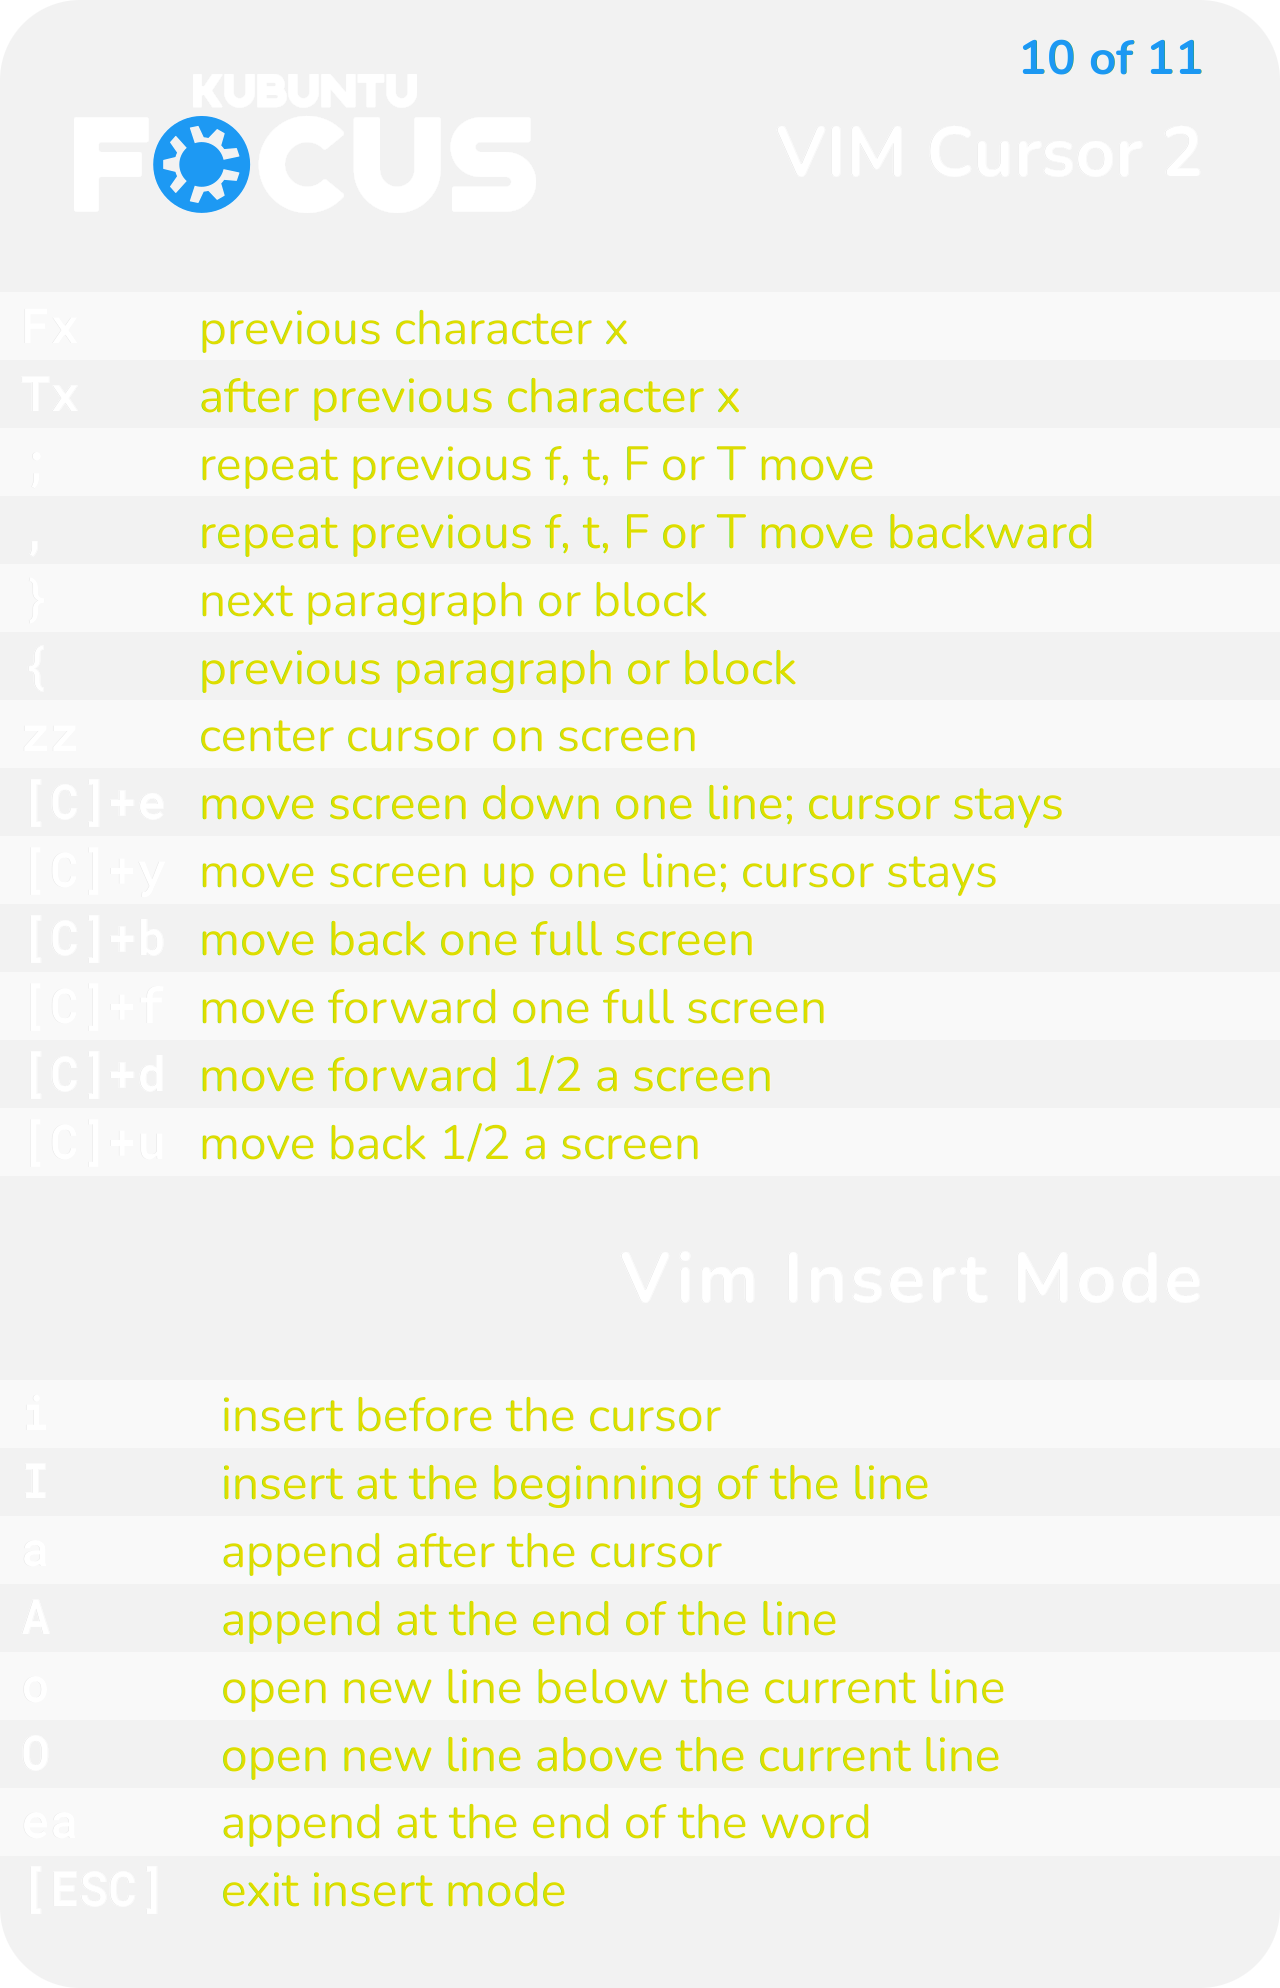 10 of 11
KUBUNTU
FOCUS
VIM Cursor 2
Fx previous character x
Tx after previous character x
; repeat previous f, t, F or T move
, repeat previous f, t, F or T move backward
} next paragraph or block
{ previous paragraph or block
zz center cursor on screen
[C]+e move screen down one line; cursor stays
[C]+y move screen up one line; cursor stays
[C]+b move back one full screen
[C]+f move forward one full screen
[C]+d move forward 1/2 a screen
[C]+u move back 1/2 a screen
Vim Insert Mode
i insert before the cursor
I insert at the beginning of the line
a append after the cursor
A append at the end of the line
o open new line below the current line
O open new line above the current line
ea append at the end of the word
[ESC] exit insert mode